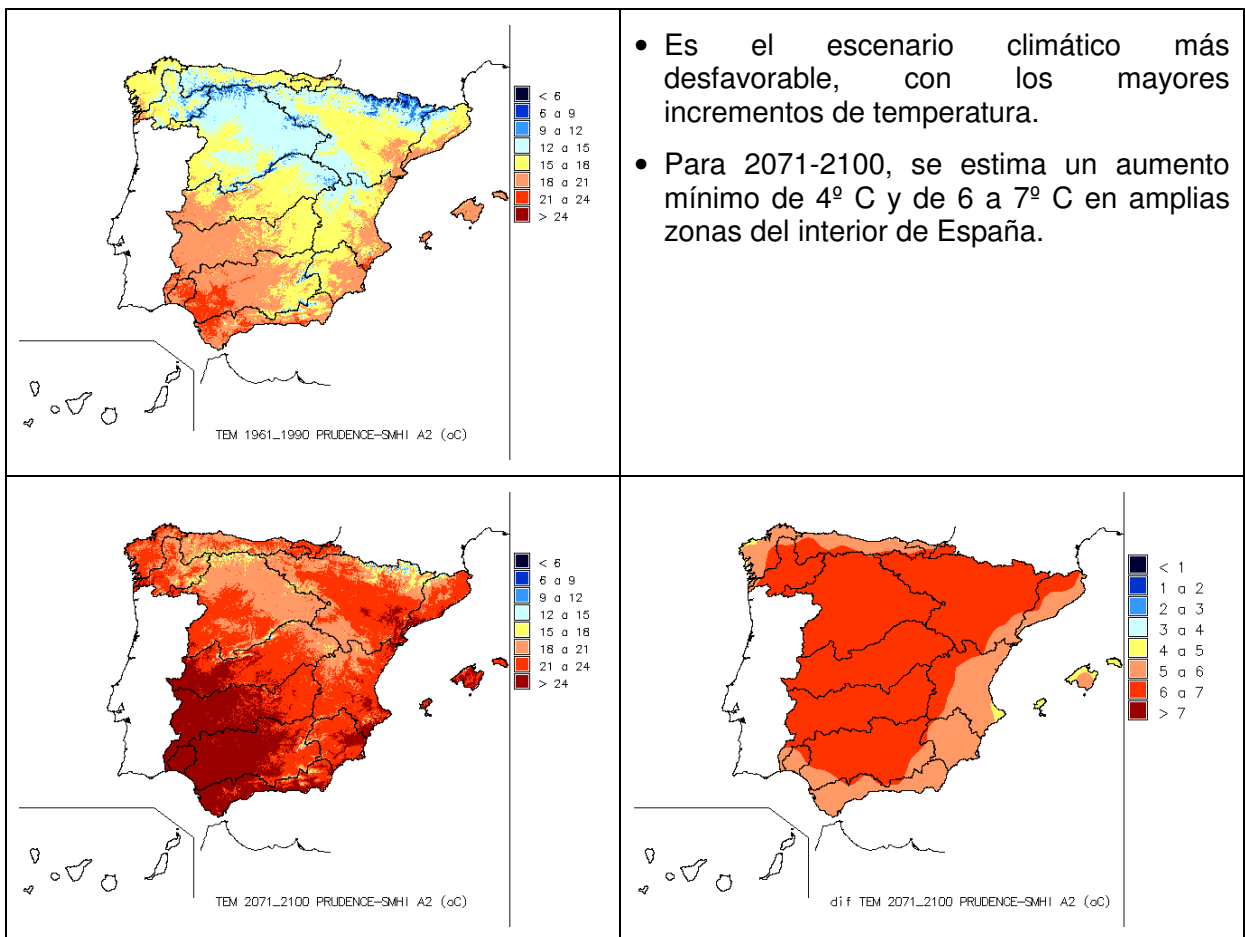 < 6
6 a 9
9 a 12
12 a 15
15 a 18
18 a 21
21 a 24
> 24
TEM 1961_1990 PRUDENCE-SMHI A2 (oC)
• Es el escenario climático más
desfavorable, con los mayores
incrementos de temperatura.
• Para 2071-2100, se estima un aumento
mínimo de 4º C y de 6 a 7º C en amplias
zonas del interior de España.
< 6
6 a 9
9 a 12
12 a 15
15 a 18
18 a 21
21 a 24
> 24
TEM 2071_2100 PRUDENCE-SMHI A2 (oC)
< 1
1 a 2
2 a 3
3 a 4
4 a 5
5 a 6
6 a 7
> 7
dif TEM 2071_2100 PRUDENCE-SMHI A2 (oC)